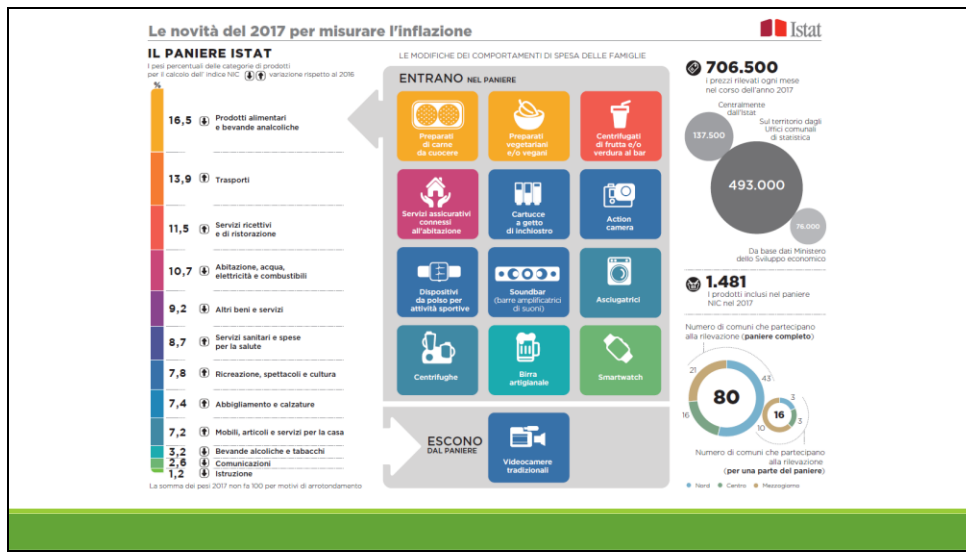 Le novità del 2017 per misurare l'inflazione
Istat
IL PANIERE ISTAT
I pesi percentuali delle categorie di prodotti
per il calcolo dell' indice NIC variazione rispetto al 2016
%
16,5 Prodotti alimentari
e bevande analcoliche
13,9 Trasporti
11,5 Servizi ricettivi
e di ristorazione
10,7 Abitazione, acqua,
elettricità e combustibili
9,2 Altri beni e servizi
8,7 Servizi sanitari e spese
per la salute
7,8 Ricreazione, spettacoli e cultura
7,4 Abbigliamento e calzature
7,2 Mobili, articoli e servizi per la casa
3,2 Bevande alcoliche e tabacchi
2,6 Comunicazioni
1,2 Istruzione
La somma dei pesi 2017 non fa 100 per motivi di arrotondamento
LE MODIFICHE DEI COMPORTAMENTI DI SPESA DELLE FAMIGLIE
ENTRANO NEL PANIERE
Preparati
di carne
da cuocere
Preparati
vegetariani
e/o vegani
Centrifugati
di frutta e/o
verdura al bar
Servizi assicurativi
connessi
all'abitazione
Cartucce
a getto
di inchiostro
Action
camera
Dispositivi
da polso per
attività sportive
Soundbar
(barre amplificatrici
di suoni)
Asciugatrici
Centrifughe
Birra
artigianale
Smartwatch
ESCONO
DAL PANIERE
Videocamere
tradizionali
706.500
i prezzi rilevati ogni mese
nel corso dell'anno 2017
Centralmente
dall'Istat
137.500
Sul territorio dagli
Uffici comunali
di statistica
493.000
76.000
Da base dati Ministero
dello Sviluppo economico
1.481
I prodotti inclusi nel paniere
NIC nel 2017
Numero di comuni che partecipano
alla rilevazione (paniere completo)
21
43
16
80
3
3
10
16
Numero di comuni che partecipano
alla rilevazione
(per una parte del paniere)
Nord Centro Mezzogiorno